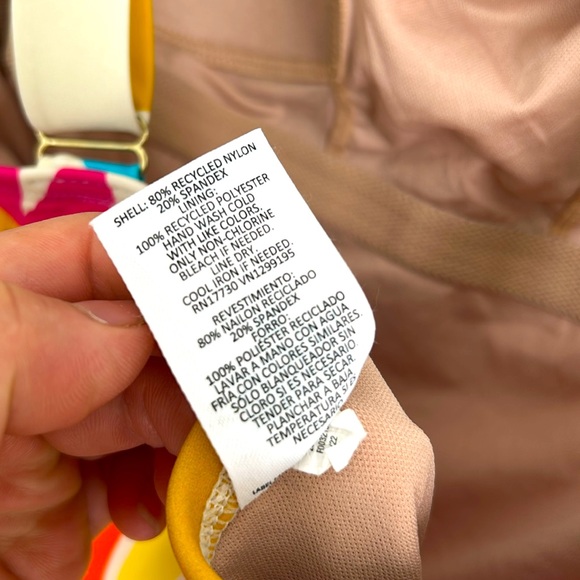 SHELL: 80% RECYCLED NYLON
20% SPANDEX
LINING:
100% RECYCLED POLYESTER
HAND WASH COLD
WITH LIKE COLORS.
ONLY NON-CHLORINE
BLEACH IF NEEDED.
LINE DRY.
COOL IRON IF NEEDED.
RN17730 VN1299195
REVESTIMIENTO:
80% NAILON RECICLADO
20% SPANDEX
FORRO:
100% POLIESTER RECICLADO
LAVAR A MANO CON AGUA
FRÍA CON COLORES SIMILARES.
SÓLO BLANQUEADOR SIN
CLORO SI ES NECESARIO
TENDER PARA SECAR
PLANCHAR A BAJA
TEMPERATURA
NECESARIO